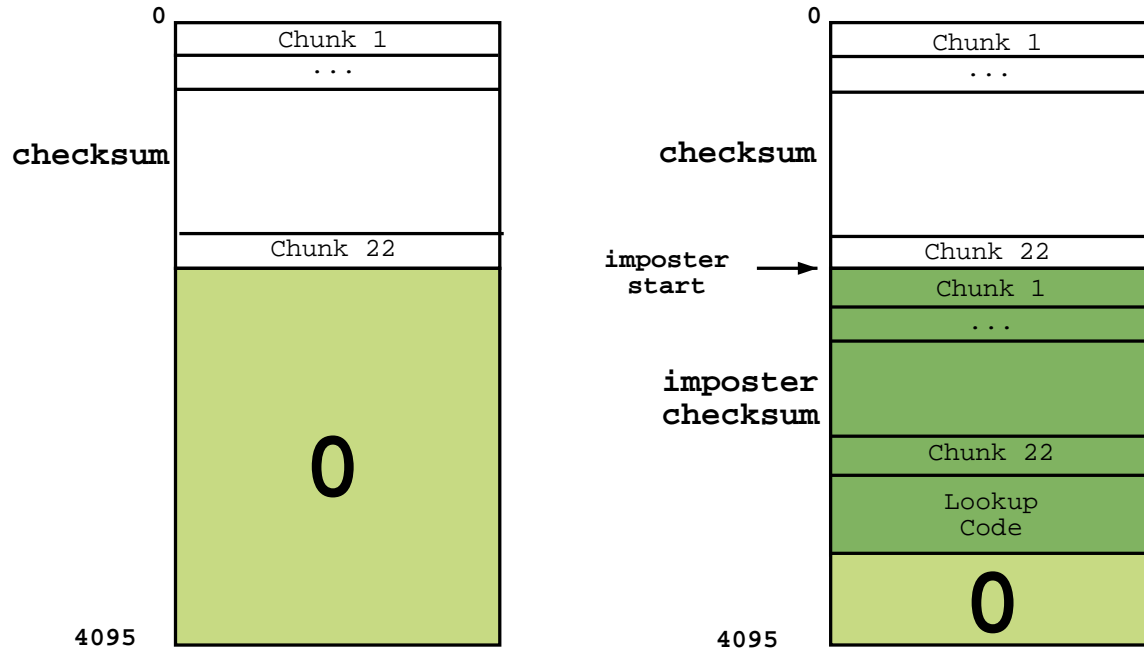 0
Chunk 1
...
checksum
Chunk 22
0
4095
0
Chunk 1
...
checksum
Chunk 22
imposter
start
Chunk 1
...
imposter
checksum
Chunk 22
Lookup
Code
0
4095